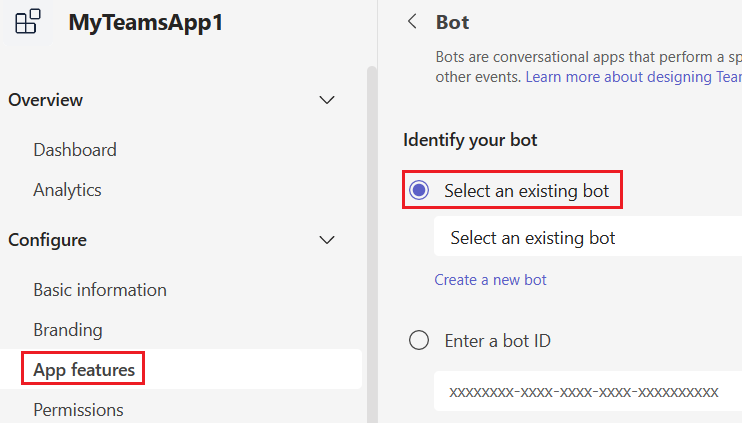 MyTeamsApp1
Overview
Dashboard
Analytics
Configure
Basic information
Branding
App features
Permissions
Bot
Bots are conversational apps that perform a sp
other events. Learn more about designing Tear
Identify your bot
Select an existing bot
Select an existing bot
Create a new bot
Enter a bot ID
xxxxxxxx-xxxx-xxxx-xxxx-xxxxxxxxxx